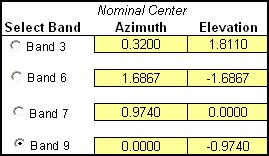 Nominal Center
Select Band Azimuth Elevation
Band 3 0.3200 1.8110
Band 6 1.6867 -1.6867
Band 7 0.9740 0.0000
Band 9 0.0000 -0.9740